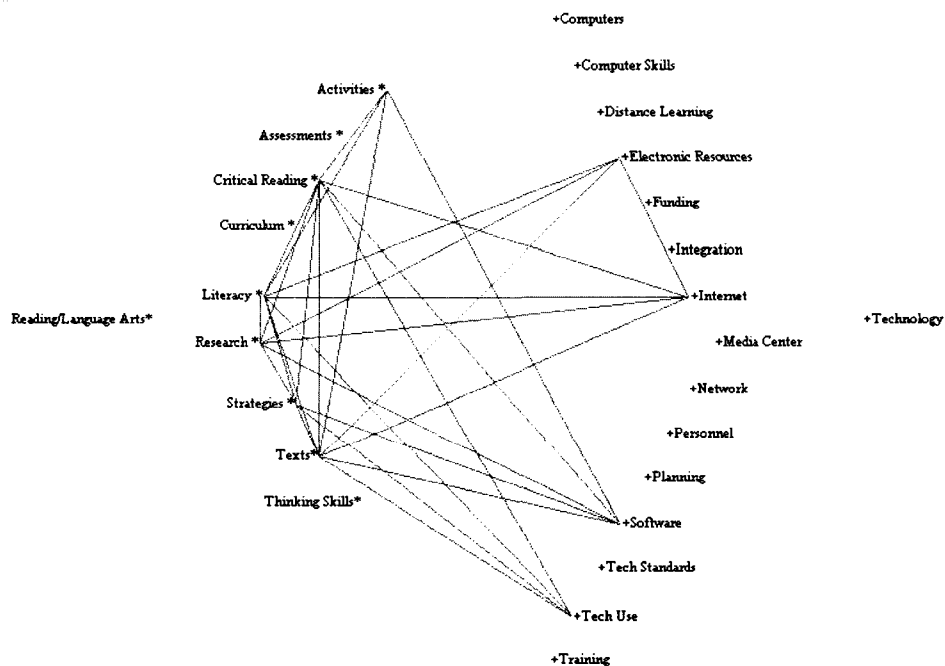 +Computers
+Computer Skills
Activities *
+Distance Learning
Assessments *
+Electronic Resources
Critical Reading *
+Funding
Curriculum *
+Integration
Literacy *
+Internet
Reading/Language Arts*
+Technology
Research *
+Media Center
+Network
Strategies *
+Personnel
Texts*
+Planning
Thinking Skills*
+Software
+Tech Standards
+Tech Use
+Training